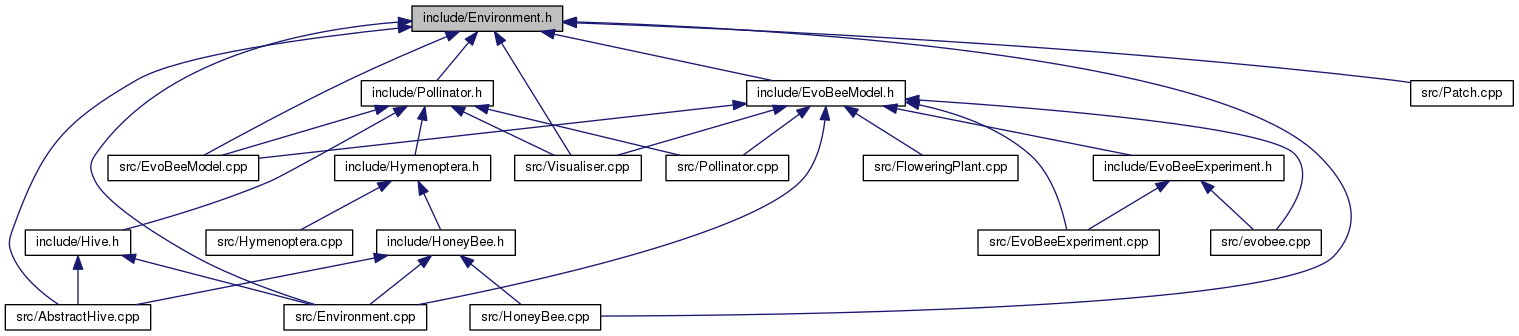 include/Environment.h
include/Pollinator.h
include/EvoBeeModel.h
src/Patch.cpp
src/EvoBeeModel.cpp
include/Hymenoptera.h
src/Visualiser.cpp
src/Pollinator.cpp
src/FloweringPlant.cpp
include/EvoBeeExperiment.h
include/Hive.h
src/Hymenoptera.cpp
include/HoneyBee.h
src/EvoBeeExperiment.cpp
src/evobee.cpp
src/AbstractHive.cpp
src/Environment.cpp
src/HoneyBee.cpp